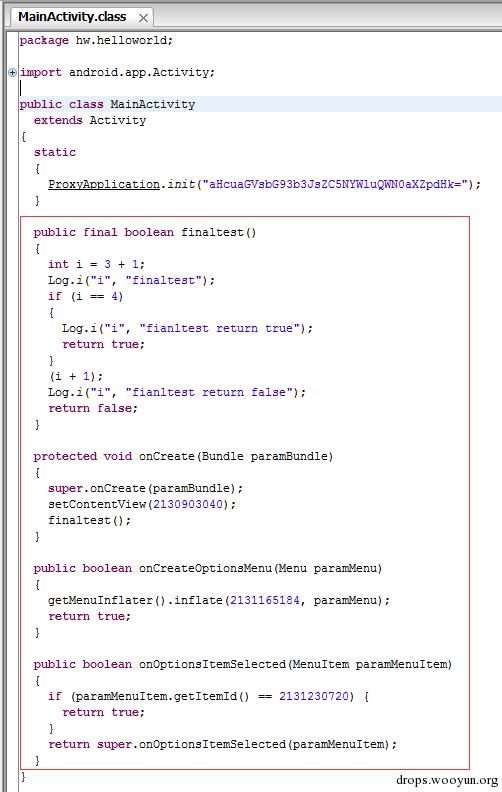 MainActivity.class
package hw.helloworld;
import android.app.Activity;
public class MainActivity
extends Activity
{
static
{
ProxyApplication.init("aHcuaGVsbG93b3JsZC5NYWluQWN0aXZpdHk=");
}
public final boolean finaltest()
{
int i = 3 + 1;
Log.i("i", "finaltest");
if (i == 4)
{
Log.i("i", "fianltest return true");
return true;
}
(i + 1);
Log.i("i", "fianltest return false");
return false;
}
protected void onCreate(Bundle paramBundle)
{
super.onCreate(paramBundle);
setContentView(2130903040);
finaltest();
}
public boolean onCreateOptionsMenu(Menu paramMenu)
{
getMenuInflater().inflate(2131165184, paramMenu);
return true;
}
public boolean onOptionsItemSelected(MenuItem paramMenuItem)
{
if (paramMenuItem.getItemId() == 2131230720) {
return true;
}
return super.onOptionsItemSelected(paramMenuItem);
}
}
drops.wooyun.org